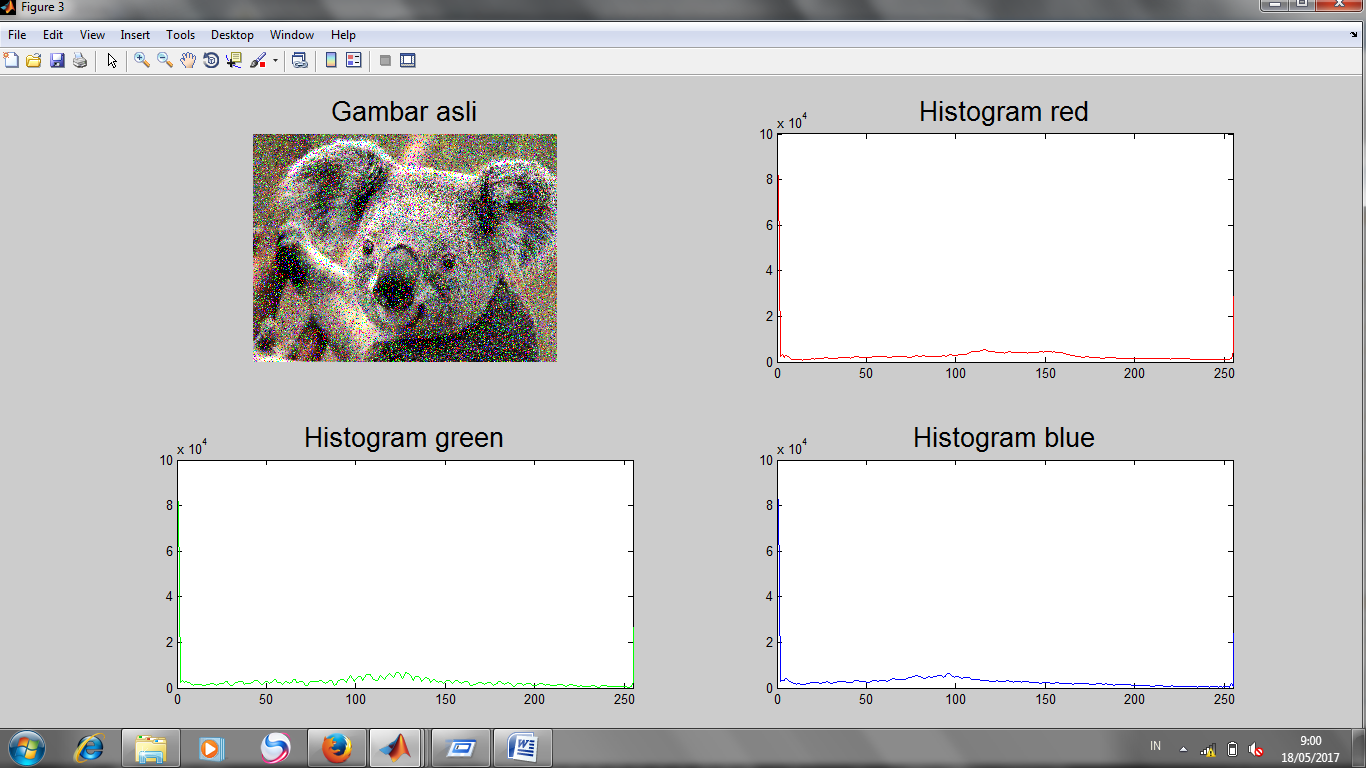 Figure 3
File Edit View Insert Tools Desktop Window Help
Gambar asli
Histogram red
x 10^4
10
8
6
4
2
0
0 50 100 150 200 250
Histogram green
x 10^4
10
8
6
4
2
0
0 50 100 150 200 250
Histogram blue
x 10^4
10
8
6
4
2
0
0 50 100 150 200 250
IN
9:00
18/05/2017